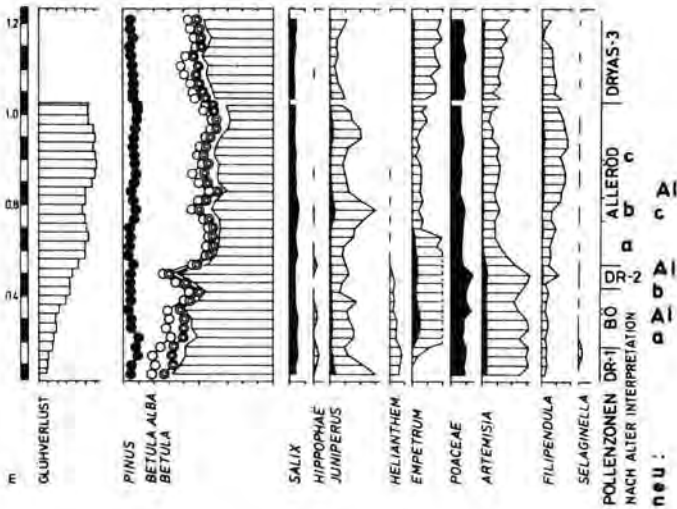 m
1.4
0.8
1.0
1.2
GLÜHVERLUST
PINUS
BETULA ALBA
BETULA
SALIX
HIPPOPHAE
JUNIPERUS
HELIANTHEM.
EMPETRUM
POACEAE
ARTEMISIA
FILIPENDULA
SELAGINELLA
POLLENZONEN
DR-1
BÖ
DR-2
ALLERÖD
DRYAS-3
a b c
NACH ALTER INTERPRETATION
neu :
Al a
Al b
Al c